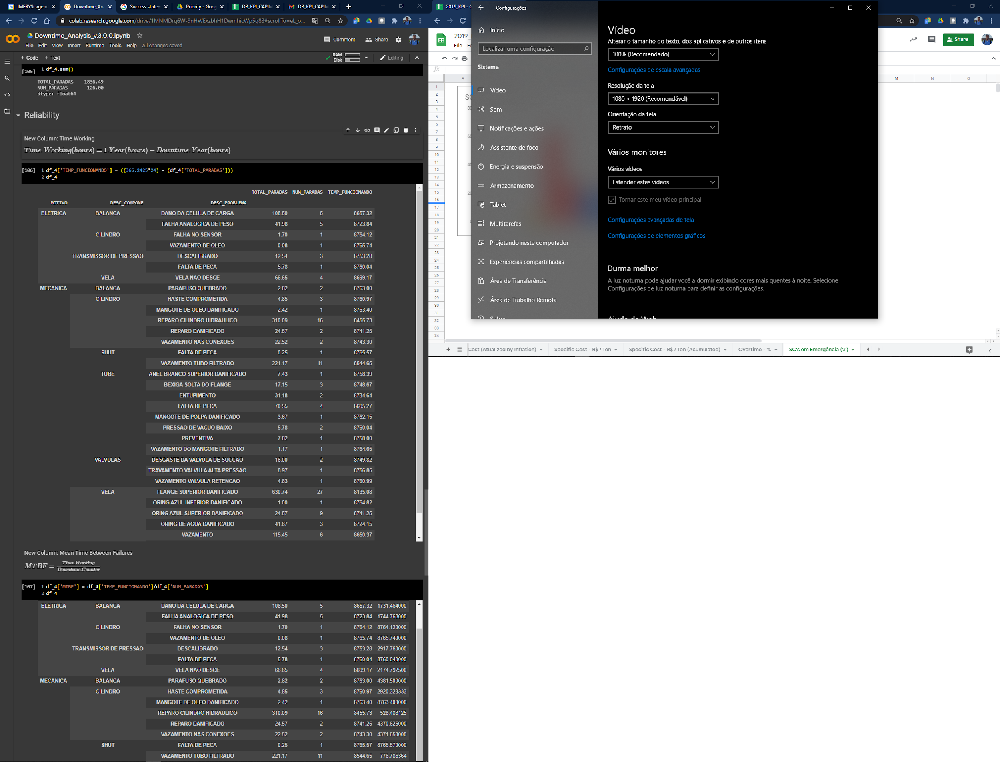 IMERYS: agend
Downtime_Ana
Success state=
Priority - Goog
DB_KPI_CAPIM
DB_KPI_CAPIM
colab.research.google.com/drive/1MNMDrq6W-9nHWExzbhH1DwmhicWp5q83#scrollTo=eL_o...
Downtime_Analysis_v.3.0.0.ipynb
Comment
Share
File Edit View Insert Runtime Tools Help All changes saved
+ Code + Text
RAM
Disk
Editing
[105] 1 df_4.sum()
TOTAL_PARADAS 1836.49
NUM_PARADAS 126.00
dtype: float64
Reliability
New Column: Time Working
Time.Working(hours) = 1.Year(hours) − Downtime.Year(hours)
[106] 1 df_4['TEMP_FUNCIONANDO'] = ((365.2425*24) - (df_4['TOTAL_PARADAS']))
2 df_4
TOTAL_PARADAS NUM_PARADAS TEMP_FUNCIONANDO
MOTIVO DESC_COMPONE DESC_PROBLEMA
ELETRICA BALANCA DANO DA CELULA DE CARGA 108.50 5 8657.32
FALHA ANALOGICA DE PESO 41.98 5 8723.84
CILINDRO FALHA NO SENSOR 1.70 1 8764.12
VAZAMENTO DE OLEO 0.08 1 8765.74
TRANSMISSOR DE PRESSAO DESCALIBRADO 12.54 3 8753.28
FALTA DE PECA 5.78 1 8760.04
VELA VELA NAO DESCE 66.65 4 8699.17
MECANICA BALANCA PARAFUSO QUEBRADO 2.82 2 8763.00
CILINDRO HASTE COMPROMETIDA 4.85 3 8760.97
MANGOTE DE OLEO DANIFICADO 2.42 1 8763.40
REPARO CILINDRO HIDRAULICO 310.09 16 8455.73
REPARO DANIFICADO 24.57 2 8741.25
VAZAMENTO NAS CONEXOES 22.52 2 8743.30
SHUT FALTA DE PECA 0.25 1 8765.57
VAZAMENTO TUBO FILTRADO 221.17 11 8544.65
TUBE ANEL BRANCO SUPERIOR DANIFICADO 7.43 1 8758.39
BEXIGA SOLTA DO FLANGE 17.15 3 8748.67
ENTUPIMENTO 31.18 2 8734.64
FALTA DE PECA 70.55 4 8695.27
MANGOTE DE POLPA DANIFICADO 3.67 1 8762.15
PRESSAO DE VACUO BAIXO 5.78 2 8760.04
PREVENTIVA 7.82 1 8758.00
VAZAMENTO DO MANGOTE FILTRADO 1.17 1 8764.65
VALVULAS DESGASTE DA VALVULA DE SUCCAO 16.00 2 8749.82
TRAVAMENTO VALVULA ALTA PRESSAO 8.97 1 8756.85
VAZAMENTO VALVULA RETENCAO 4.83 1 8760.99
VELA FLANGE SUPERIOR DANIFICADO 630.74 27 8135.08
ORING AZUL INFERIOR DANIFICADO 1.00 1 8764.82
ORING AZUL SUPERIOR DANIFICADO 24.57 9 8741.25
ORING DE AGUA DANIFICADO 41.67 3 8724.15
VAZAMENTO 115.45 6 8650.37
New Column: Mean Time Between Failures
MTBF = Time.Working
Downtime.Counter
[107] 1 df_4['MTBF'] = df_4['TEMP_FUNCIONANDO']/df_4['NUM_PARADAS']
2 df_4
ELETRICA BALANCA DANO DA CELULA DE CARGA 108.50 5 8657.32 1731.464000
FALHA ANALOGICA DE PESO 41.98 5 8723.84 1744.768000
CILINDRO FALHA NO SENSOR 1.70 1 8764.12 8764.120000
VAZAMENTO DE OLEO 0.08 1 8765.74 8765.740000
TRANSMISSOR DE PRESSAO DESCALIBRADO 12.54 3 8753.28 2917.760000
FALTA DE PECA 5.78 1 8760.04 8760.040000
VELA VELA NAO DESCE 66.65 4 8699.17 2174.792500
MECANICA BALANCA PARAFUSO QUEBRADO 2.82 2 8763.00 4381.500000
CILINDRO HASTE COMPROMETIDA 4.85 3 8760.97 2920.323333
MANGOTE DE OLEO DANIFICADO 2.42 1 8763.40 8763.400000
REPARO CILINDRO HIDRAULICO 310.09 16 8455.73 528.483125
REPARO DANIFICADO 24.57 2 8741.25 4370.625000
VAZAMENTO NAS CONEXOES 22.52 2 8743.30 4371.650000
SHUT FALTA DE PECA 0.25 1 8765.57 8765.570000
VAZAMENTO TUBO FILTRADO 221.17 11 8544.65 776.786364
2019_KPI - G
2019_
File
Share
fx
A M N O
1
2
3
4
5
6
7
8
9
10
11
12
13
14
15
16
17
18
19
20
21
22
23
24
25
26
27
28
29
30
31
32
33
34
Cost (Atualized by Inflation) Specific Cost - R$ / Ton Specific Cost - R$ / Ton (Acumulated) Overtime - % SC's em Emergência (%)
Configurações
Início
Localizar uma configuração
Sistema
Vídeo
Som
Notificações e ações
Assistente de foco
Energia e suspensão
Armazenamento
Tablet
Multitarefas
Projetando neste computador
Experiências compartilhadas
Área de Transferência
Área de Trabalho Remota
Sobre
Vídeo
Alterar o tamanho do texto, dos aplicativos e de outros itens
100% (Recomendado)
Configurações de escala avançadas
Resolução da tela
1080 × 1920 (Recomendável)
Orientação da tela
Retrato
Vários monitores
Vários vídeos
Estender estes vídeos
Tornar este meu vídeo principal
Configurações avançadas de tela
Configurações de elementos gráficos
Durma melhor
A luz noturna pode ajudar você a dormir exibindo cores mais quentes à noite. Selecione
Configurações de luz noturna para definir as configurações.
Ajuda da Web